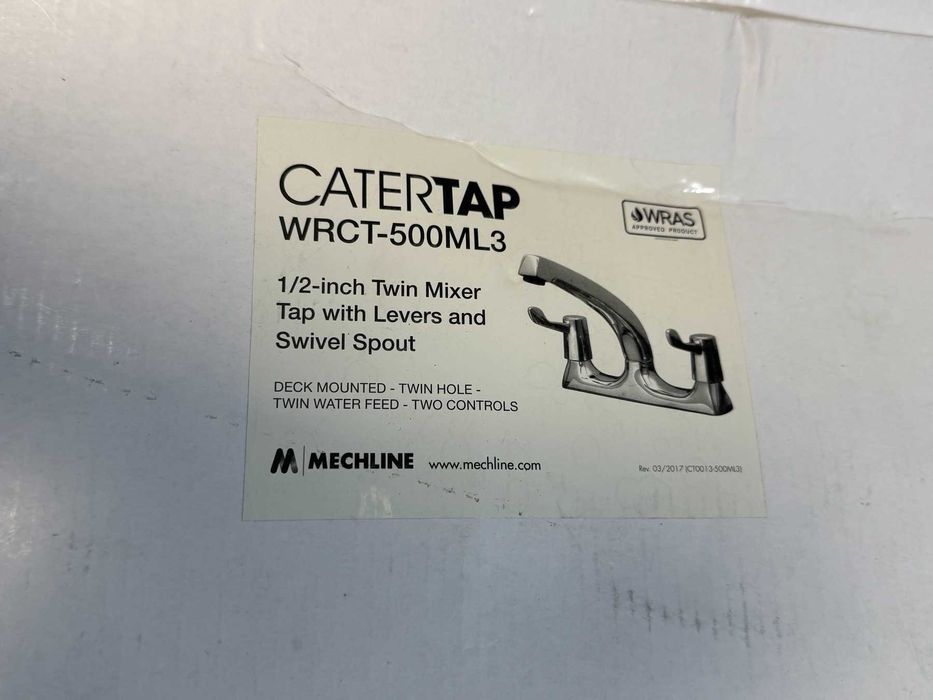 CATERTAP
WRCT-500ML3
WRAS
APPROVED PRODUCT
1/2-inch Twin Mixer
Tap with Levers and
Swivel Spout
DECK MOUNTED - TWIN HOLE -
TWIN WATER FEED - TWO CONTROLS
MECHLINE www.mechline.com
Rev. 03/2017 (CT0013-500ML3)